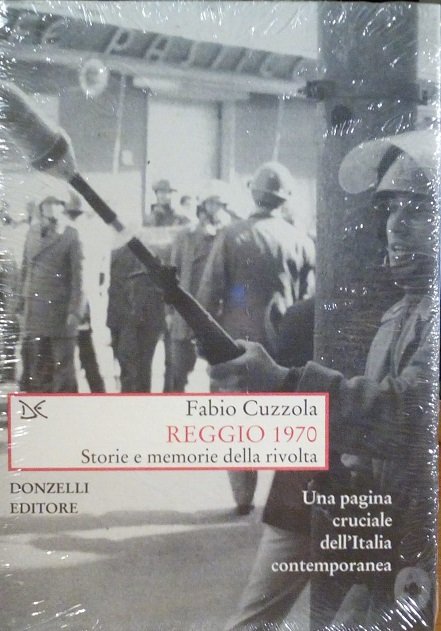 Fabio Cuzzola
REGGIO 1970
Storie e memorie della rivolta
DONZELLI
EDITORE
Una pagina
cruciale
dell'Italia
contemporanea